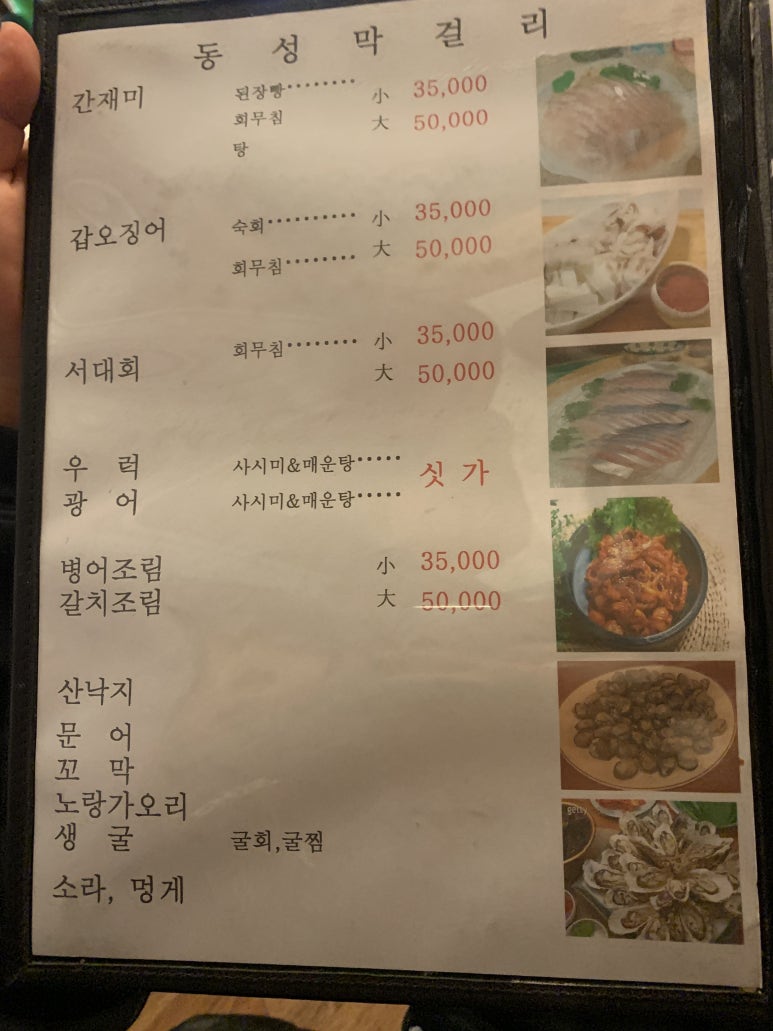 동 성 막 걸 리
간재미 된장빵········· 小 35,000
회무침 大 50,000
탕
갑오징어 숙회·········· 小 35,000
회무침········ 大 50,000
서대회 회무침········ 小 35,000
大 50,000
우 럭 사시미&매운탕····· 싯 가
광 어 사시미&매운탕·····
병어조림 小 35,000
갈치조림 大 50,000
산낙지
문 어
꼬 막
노랑가오리
생 굴 굴회,굴찜
소라, 멍게
getty